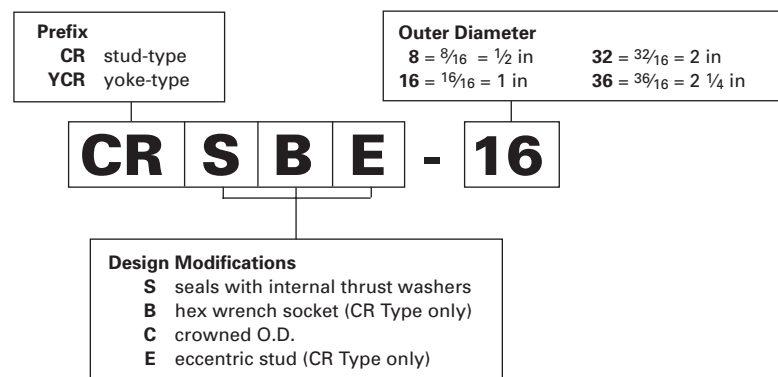 Prefix
CR stud-type
YCR yoke-type
Outer Diameter
8 = 8/16 = 1/2 in 32 = 32/16 = 2 in
16 = 16/16 = 1 in 36 = 36/16 = 2 1/4 in
CR S B E - 16
Design Modifications
S seals with internal thrust washers
B hex wrench socket (CR Type only)
C crowned O.D.
E eccentric stud (CR Type only)